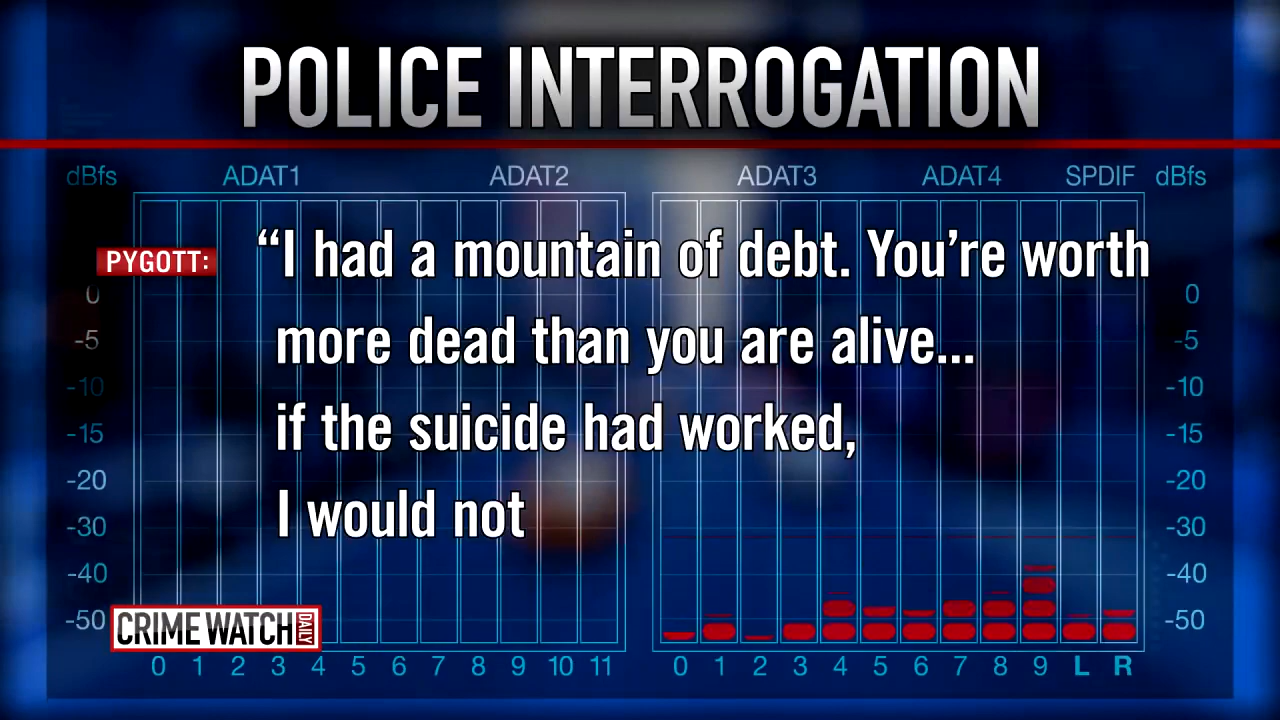 POLICE INTERROGATION
dBfs ADAT1 ADAT2 ADAT3 ADAT4 SPDIF dBfs
PYGOTT: “I had a mountain of debt. You’re worth
0 0
-5 more dead than you are alive... -5
-10 -10
-15 if the suicide had worked, -15
-20 -20
-30 I would not -30
-40 -40
-50 CRIME WATCH DAILY -50
0 1 2 3 4 5 6 7 8 9 10 11 0 1 2 3 4 5 6 7 8 9 L R